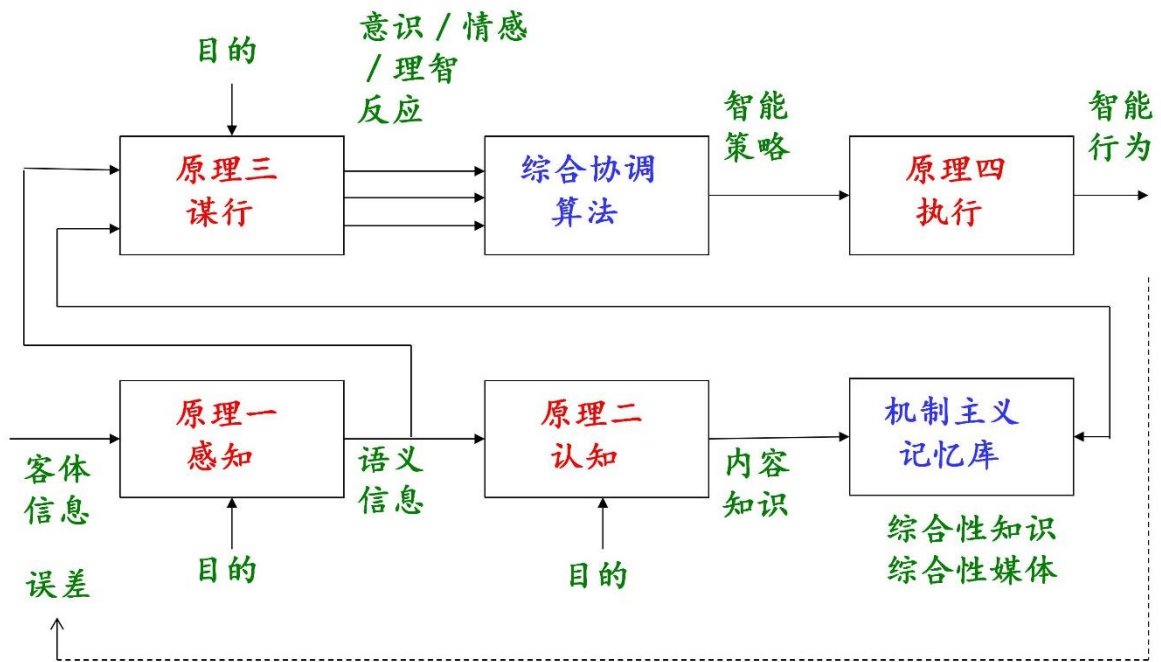 目的
意识 / 情感
/ 理智
反应
原理三
谋行
综合协调
算法
智能
策略
原理四
执行
智能
行为
客体
信息
原理一
感知
目的
语义
信息
原理二
认知
目的
内容
知识
机制主义
记忆库
综合性知识
综合性媒体
误差